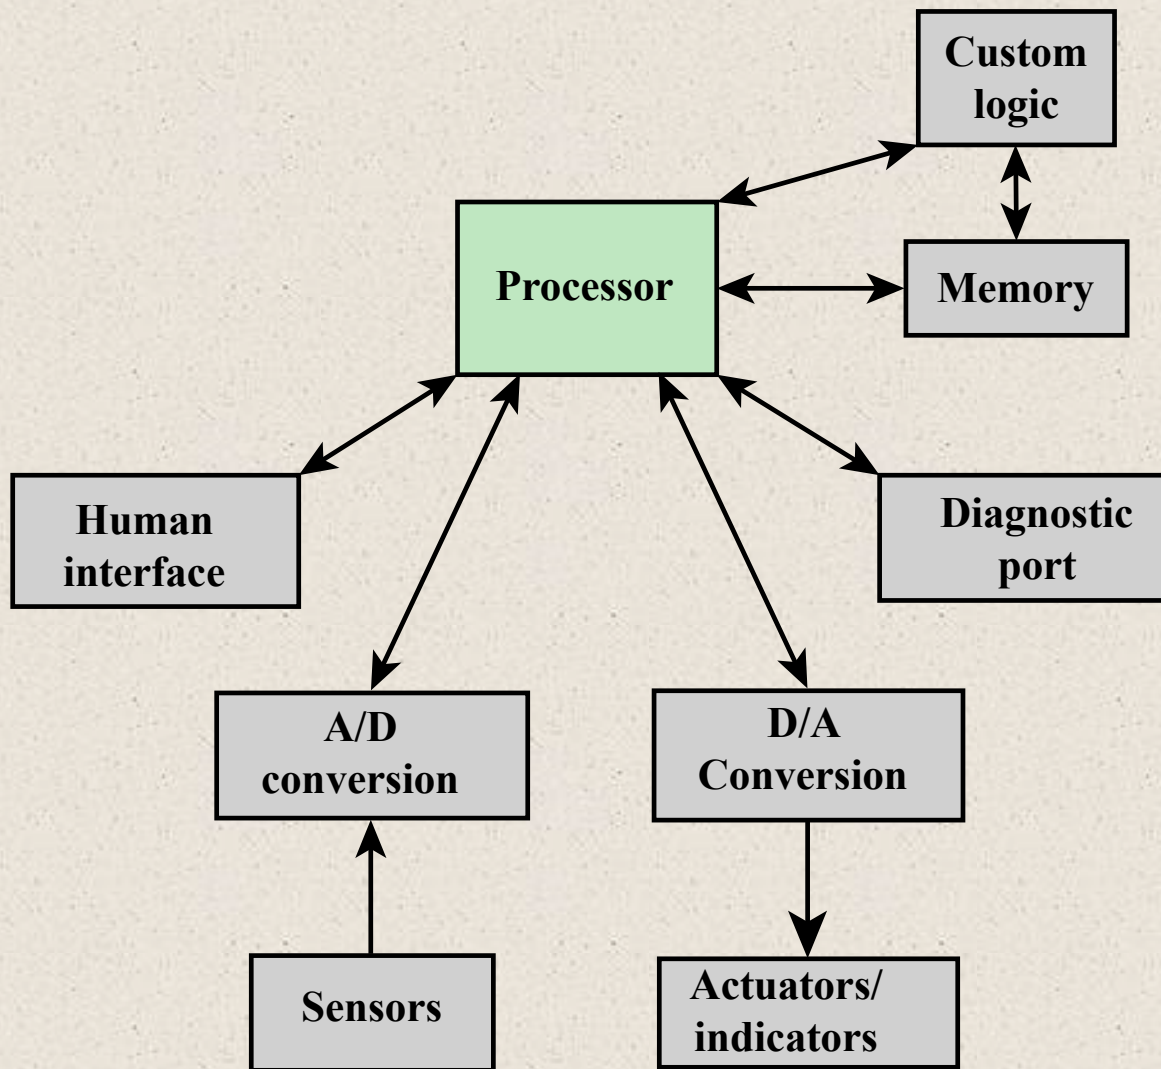 Custom
logic
Processor
Memory
Human
interface
Diagnostic
port
A/D
conversion
D/A
Conversion
Sensors
Actuators/
indicators